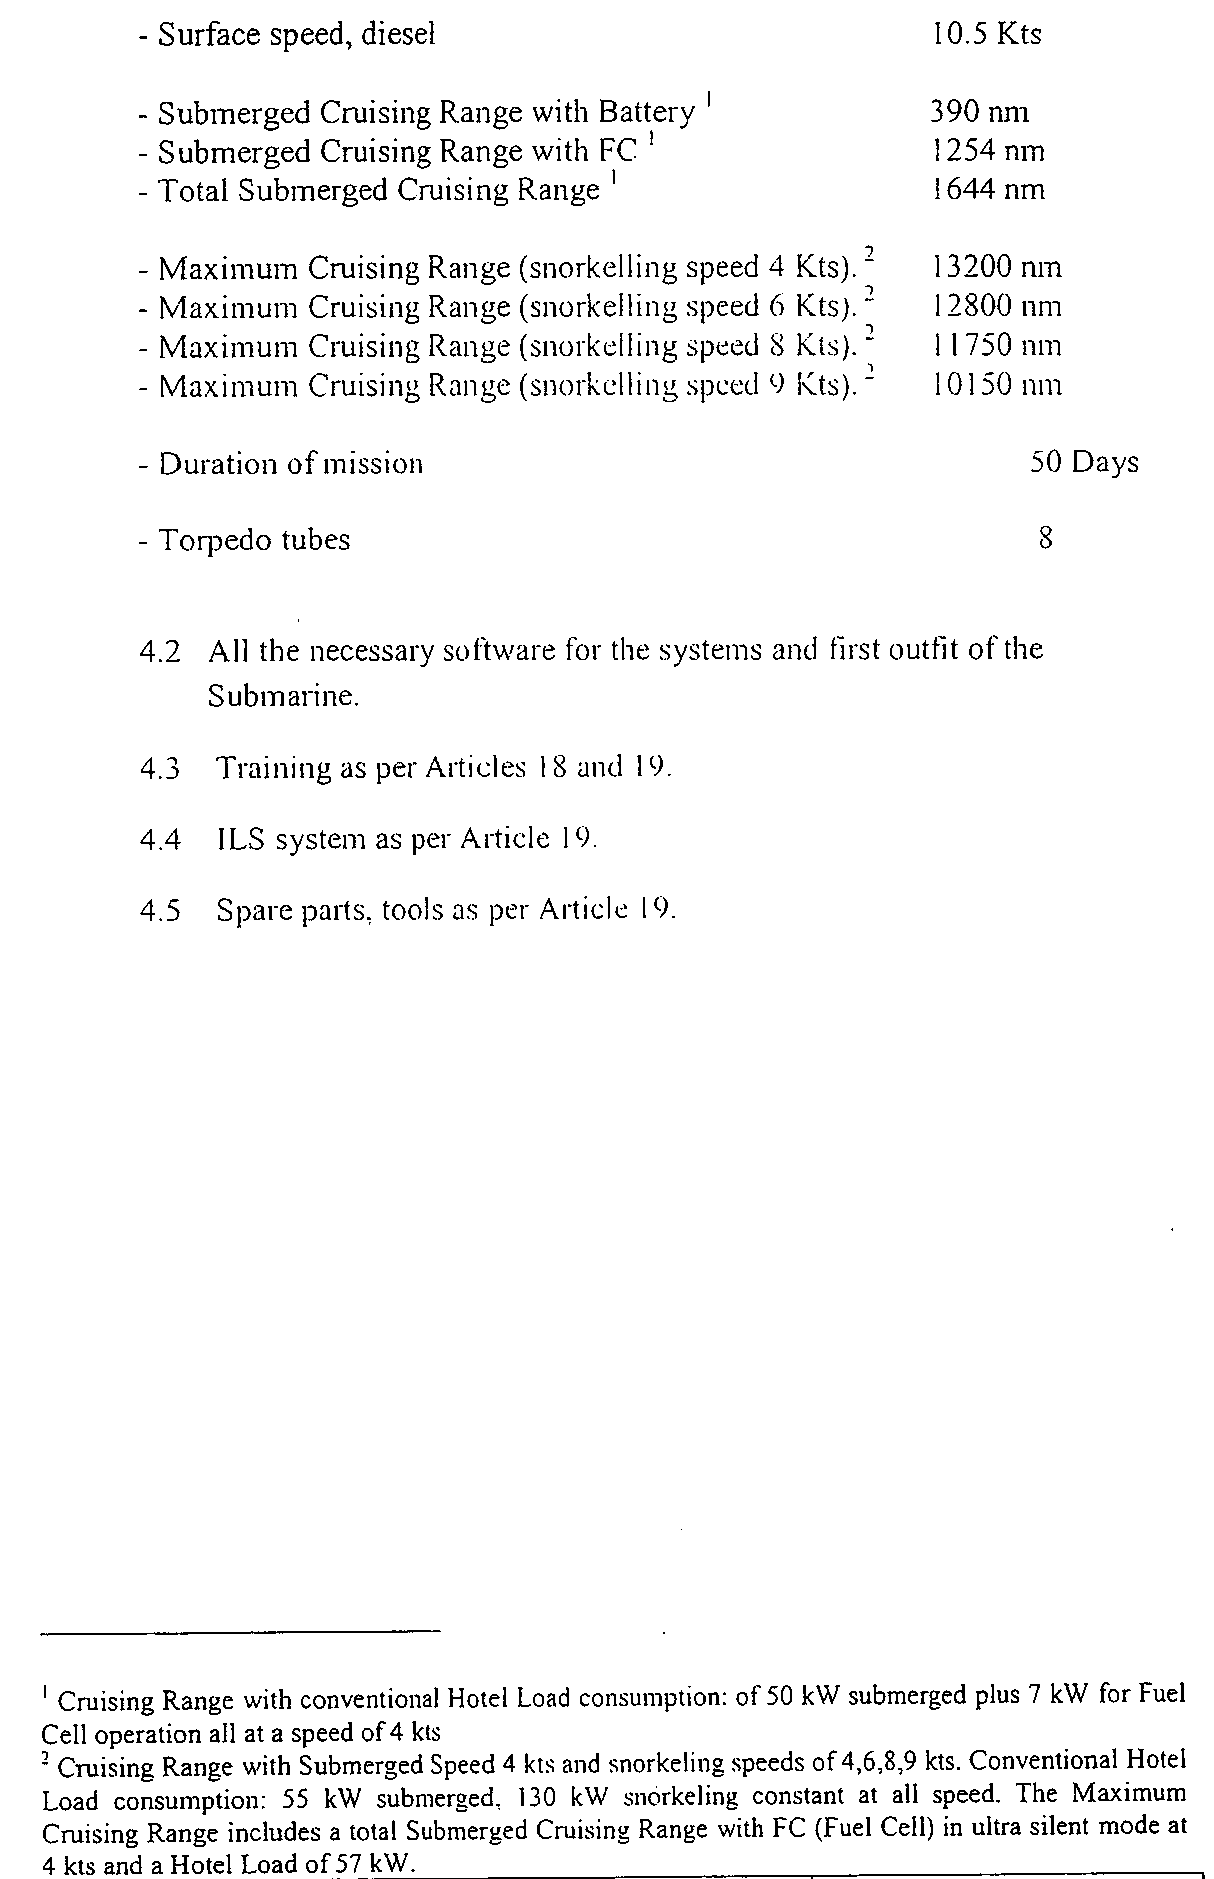 - Surface speed, diesel 10.5 Kts
- Submerged Cruising Range with Battery ¹ 390 nm
- Submerged Cruising Range with FC ¹ 1254 nm
- Total Submerged Cruising Range ¹ 1644 nm
- Maximum Cruising Range (snorkelling speed 4 Kts). ² 13200 nm
- Maximum Cruising Range (snorkelling speed 6 Kts). ² 12800 nm
- Maximum Cruising Range (snorkelling speed 8 Kts). ² 11750 nm
- Maximum Cruising Range (snorkelling speed 9 Kts). ² 10150 nm
- Duration of mission 50 Days
- Torpedo tubes 8
4.2 All the necessary software for the systems and first outfit of the
Submarine.
4.3 Training as per Articles 18 and 19.
4.4 ILS system as per Article 19.
4.5 Spare parts, tools as per Article 19.
¹ Cruising Range with conventional Hotel Load consumption: of 50 kW submerged plus 7 kW for Fuel
Cell operation all at a speed of 4 kts
² Cruising Range with Submerged Speed 4 kts and snorkeling speeds of 4,6,8,9 kts. Conventional Hotel
Load consumption: 55 kW submerged, 130 kW snorkeling constant at all speed. The Maximum
Cruising Range includes a total Submerged Cruising Range with FC (Fuel Cell) in ultra silent mode at
4 kts and a Hotel Load of 57 kW.